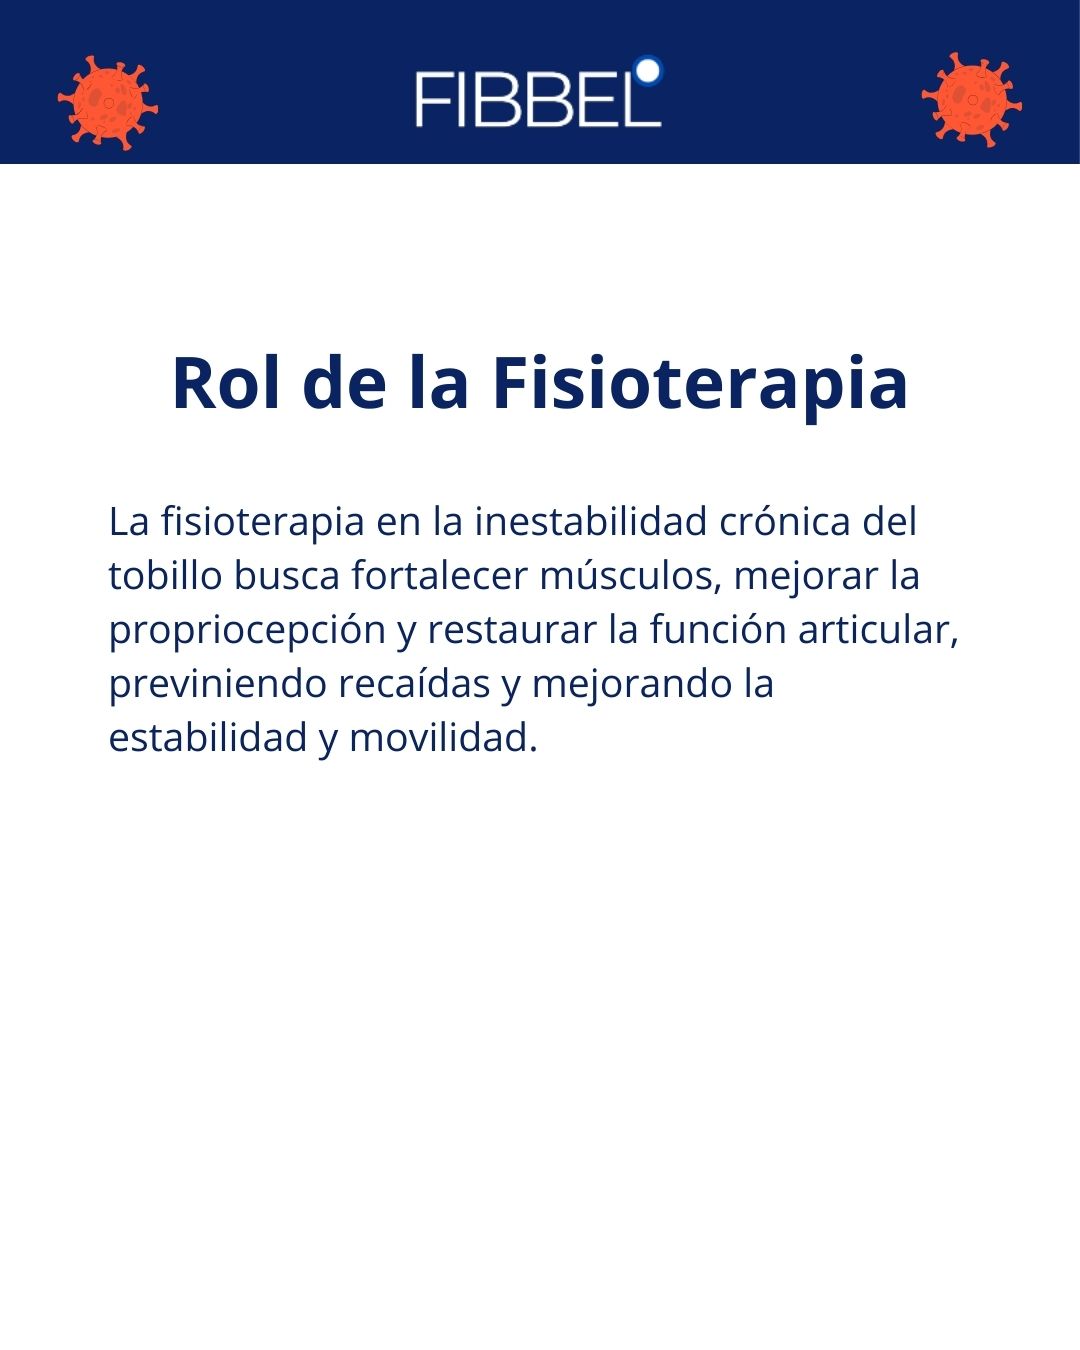 FIBBEL
Rol de la Fisioterapia
La fisioterapia en la inestabilidad crónica del
tobillo busca fortalecer músculos, mejorar la
propriocepción y restaurar la función articular,
previniendo recaídas y mejorando la
estabilidad y movilidad.